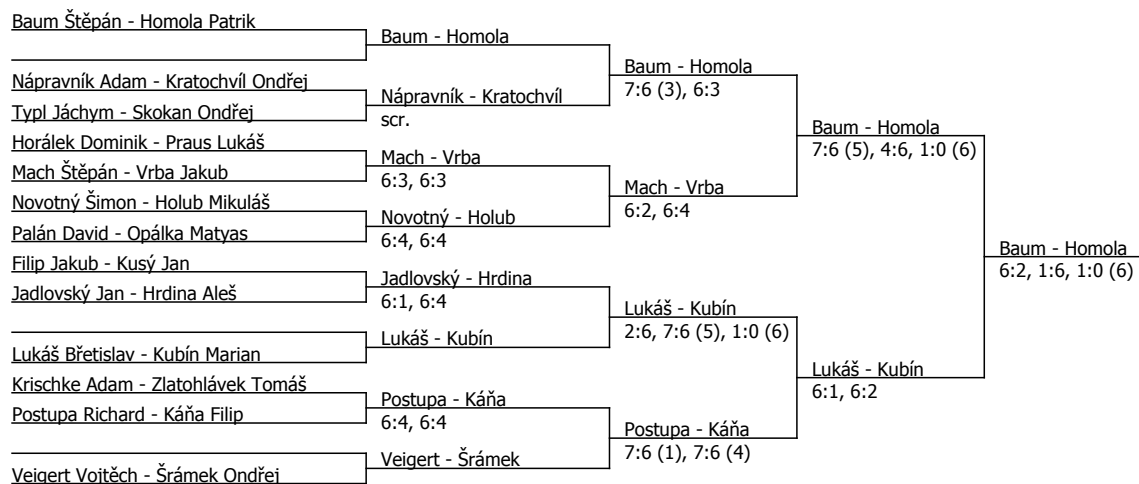 Baum Štěpán - Homola Patrik
Nápravník Adam - Kratochvíl Ondřej
Typl Jáchym - Skokan Ondřej
Horálek Dominik - Praus Lukáš
Mach Štěpán - Vrba Jakub
Novotný Šimon - Holub Mikuláš
Palán David - Opálka Matyas
Filip Jakub - Kusý Jan
Jadlovský Jan - Hrdina Aleš
Lukáš Břetislav - Kubín Marian
Krischke Adam - Zlatohlávek Tomáš
Postupa Richard - Káňa Filip
Veigert Vojtěch - Šrámek Ondřej
Baum - Homola
Nápravník - Kratochvíl
scr.
Mach - Vrba
6:3, 6:3
Novotný - Holub
6:4, 6:4
Jadlovský - Hrdina
6:1, 6:4
Lukáš - Kubín
Postupa - Káňa
6:4, 6:4
Veigert - Šrámek
Baum - Homola
7:6 (3), 6:3
Mach - Vrba
6:2, 6:4
Lukáš - Kubín
2:6, 7:6 (5), 1:0 (6)
Postupa - Káňa
7:6 (1), 7:6 (4)
Baum - Homola
7:6 (5), 4:6, 1:0 (6)
Lukáš - Kubín
6:1, 6:2
Baum - Homola
6:2, 1:6, 1:0 (6)